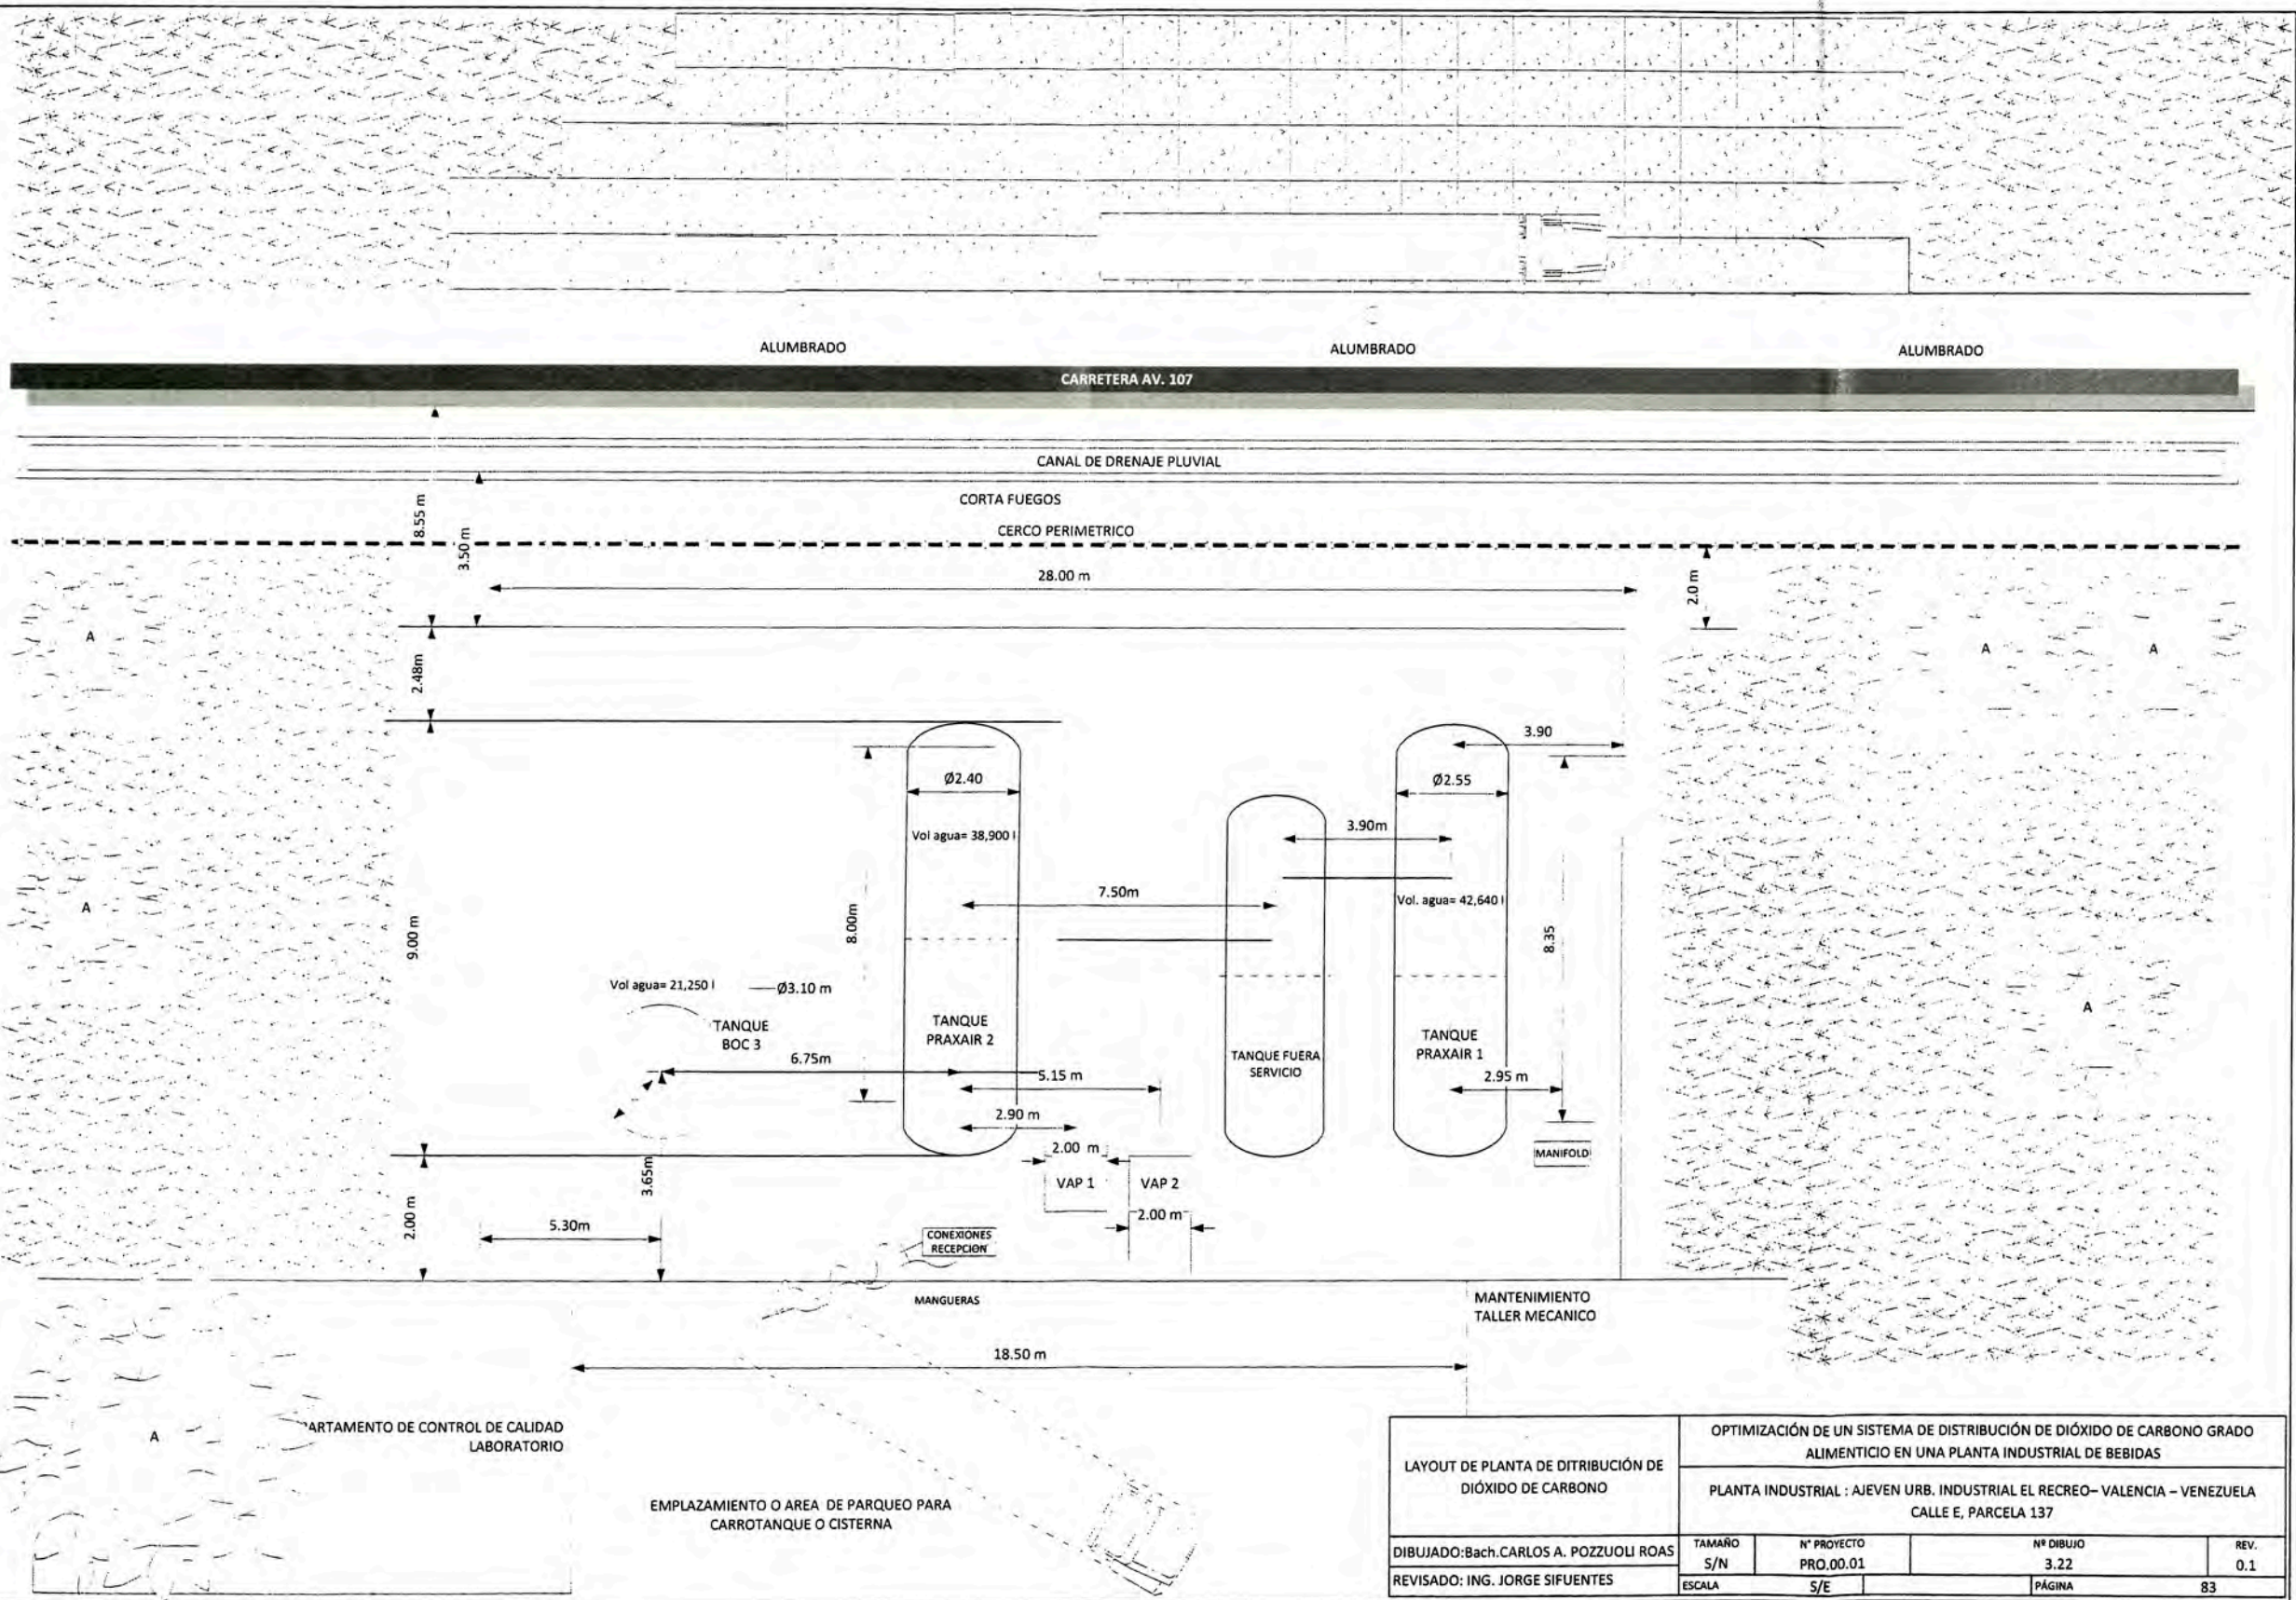 ALUMBRADO
ALUMBRADO
ALUMBRADO
CARRETERA AV. 107
CANAL DE DRENAJE PLUVIAL
CORTA FUEGOS
CERCO PERIMETRICO
8.55 m
3.50 m
28.00 m
2.0 m
A
A
A
2.48m
3.90
Ø2.40
Ø2.55
Vol agua= 38,900 l
3.90m
7.50m
Vol. agua= 42,640 l
A
9.00 m
8.00m
8.35
Vol agua= 21,250 l
Ø3.10 m
A
TANQUE
BOC 3
TANQUE
PRAXAIR 2
TANQUE FUERA
SERVICIO
TANQUE
PRAXAIR 1
6.75m
5.15 m
2.95 m
2.90 m
2.00 m
MANIFOLD
3.65m
VAP 1
VAP 2
2.00 m
5.30m
2.00 m
CONEXIONES
RECEPCION
MANGUERAS
MANTENIMIENTO
TALLER MECANICO
18.50 m
ARTAMENTO DE CONTROL DE CALIDAD
LABORATORIO
A
EMPLAZAMIENTO O AREA DE PARQUEO PARA
CARROTANQUE O CISTERNA
LAYOUT DE PLANTA DE DITRIBUCIÓN DE
DIÓXIDO DE CARBONO
OPTIMIZACIÓN DE UN SISTEMA DE DISTRIBUCIÓN DE DIÓXIDO DE CARBONO GRADO
ALIMENTICIO EN UNA PLANTA INDUSTRIAL DE BEBIDAS
PLANTA INDUSTRIAL : AJEVEN URB. INDUSTRIAL EL RECREO– VALENCIA – VENEZUELA
CALLE E, PARCELA 137
DIBUJADO:Bach.CARLOS A. POZZUOLI ROAS
TAMAÑO
S/N
N° PROYECTO
PRO.00.01
Nº DIBUJO
3.22
REV.
0.1
REVISADO: ING. JORGE SIFUENTES
ESCALA
S/E
PÁGINA
83